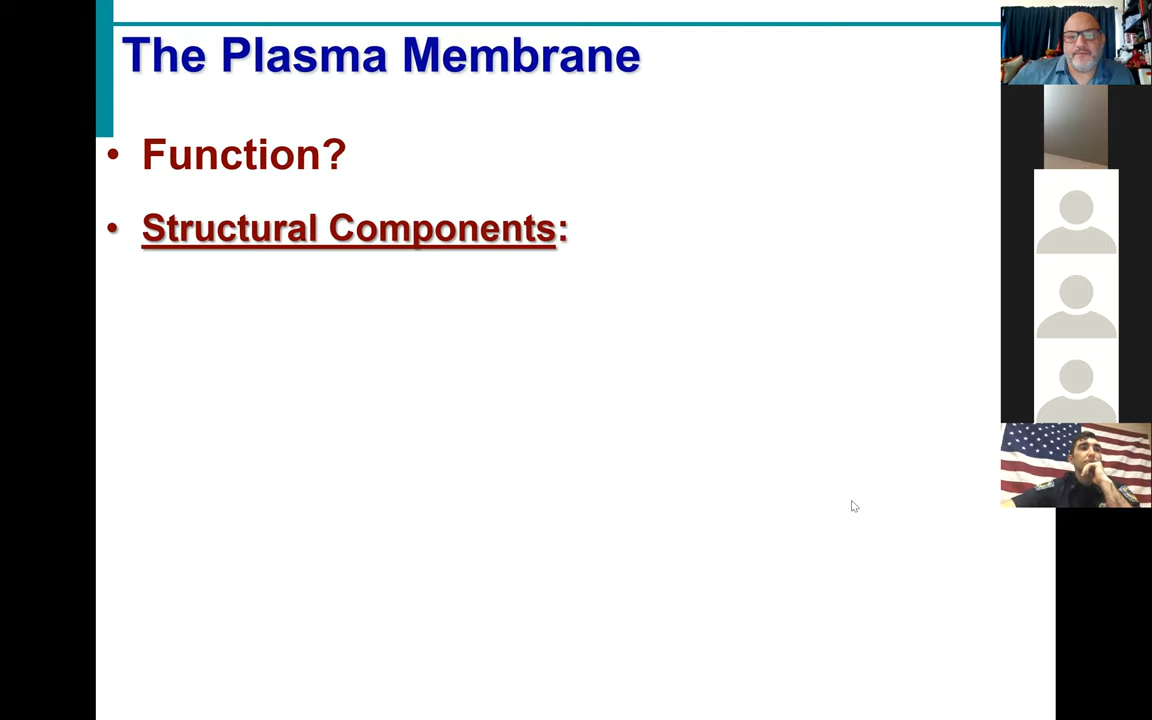 The Plasma Membrane
• Function?
• Structural Components: